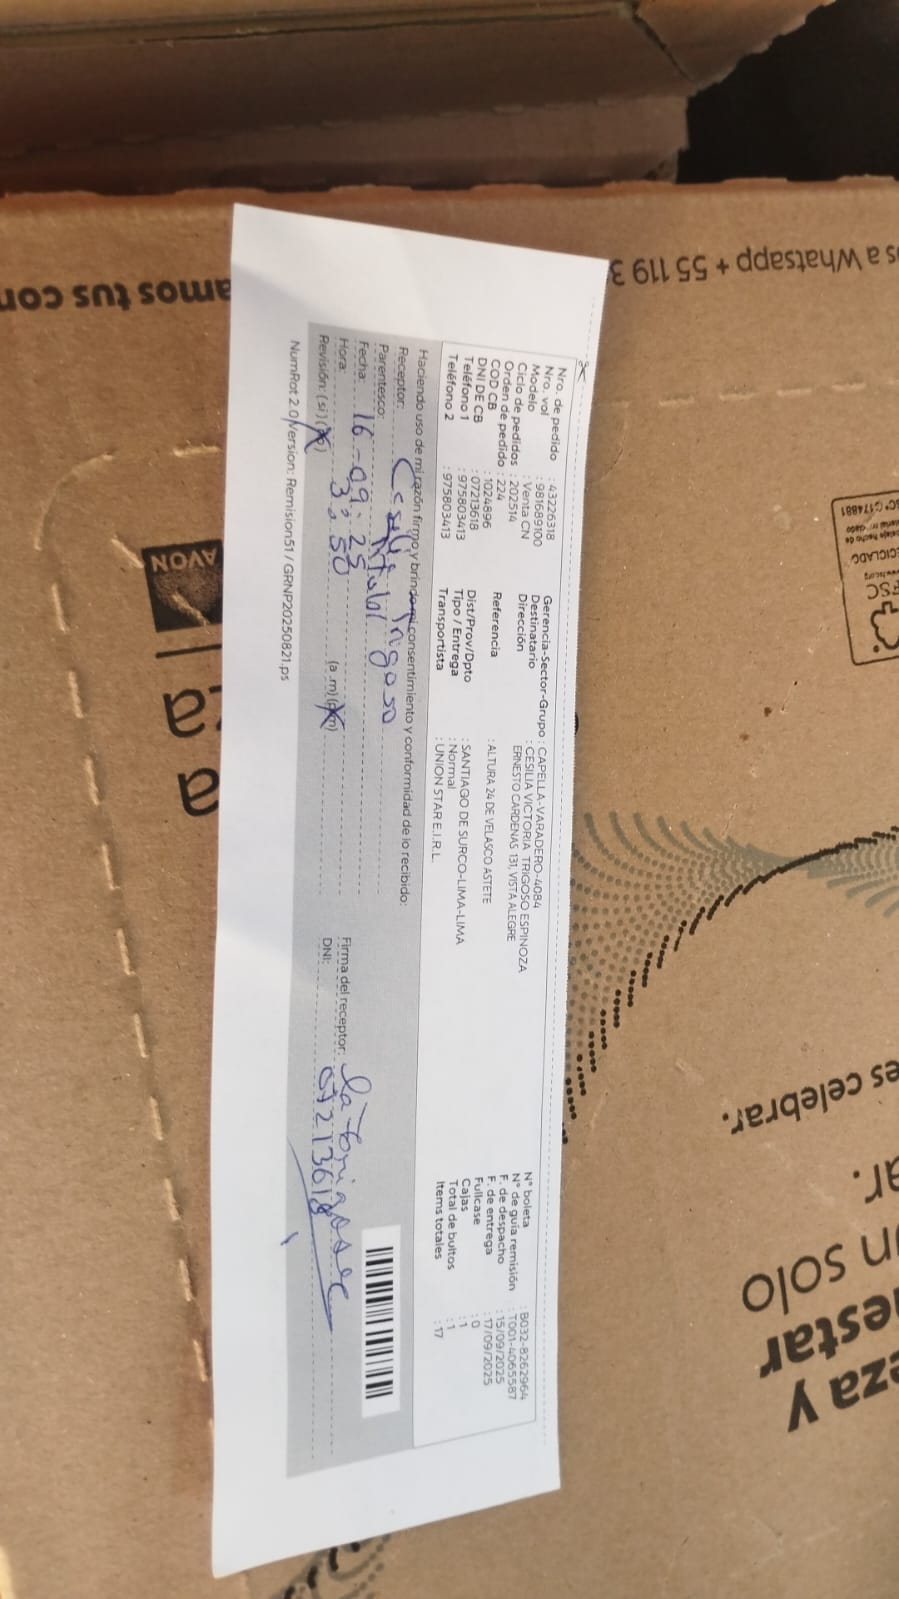 Nro. de pedido : 43226318
Nro. vol : 981689100
Modelo : Venta CN
Ciclo de pedidos : 202514
Orden de pedido : 224
COD CB : 1024896
DNI DE CB : 07213618
Teléfono 1 : 975803413
Teléfono 2 : 975803413
Gerencia-Sector-Grupo : CAPELLA-VARADERO-4084
Destinatario : CESILIA VICTORIA TRIGOSO ESPINOZA
Dirección : ERNESTO CARDENAS 131, VISTA ALEGRE
Referencia : ALTURA 24 DE VELASCO ASTETE
Dist/Prov/Dpto : SANTIAGO DE SURCO-LIMA-LIMA
Tipo / Entrega : Normal
Transportista : UNION STAR E.I.R.L.
N° boleta : B032-8262964
N° de guía remisión : T001-4065587
F. de despacho : 15/09/2025
F. de entrega : 17/09/2025
Fullcase : 0
Cajas : 1
Total de bultos : 1
Items totales : 17
Haciendo uso de mi razón firmo y brindo mi consentimiento y conformidad de lo recibido:
Receptor: Trigoso
Parentesco: Titular
Fecha: 16-09-25
Hora: 3:50 (a.m) (p.m)
Revisión: (si) (no)
Firma del receptor:
DNI: 07213618
NumRot 2.0 /Version: Remision51 / GRNP20250821.ps
s a Whatsapp + 55 119 3
amos tus con
AVON
a
a
C174881
ECICLADO
FSC
es celebrar.
ar.
un solo
estar
eza y